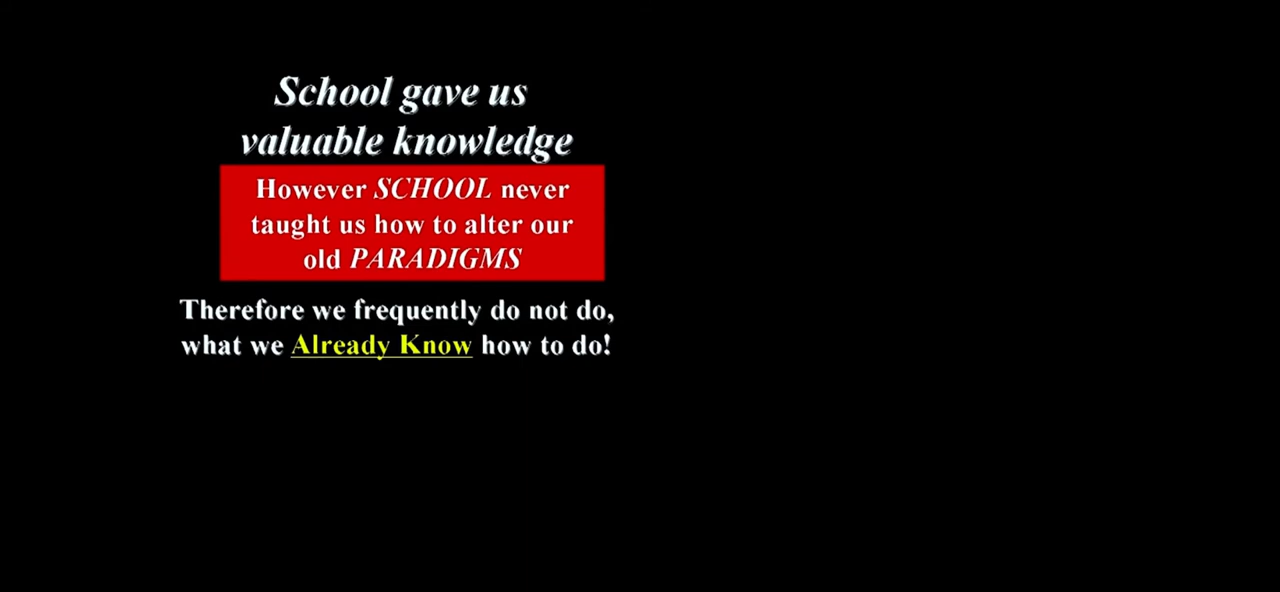 School gave us
valuable knowledge
However SCHOOL never
taught us how to alter our
old PARADIGMS
Therefore we frequently do not do,
what we Already Know how to do!